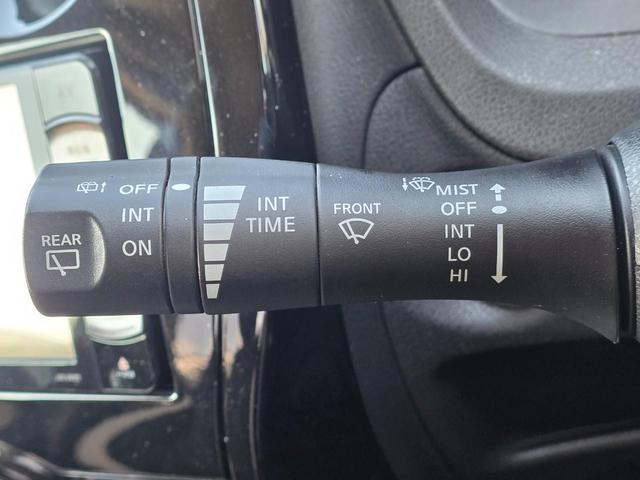 OFF
INT
ON
REAR
INT
TIME
FRONT
MIST
OFF
INT
LO
HI